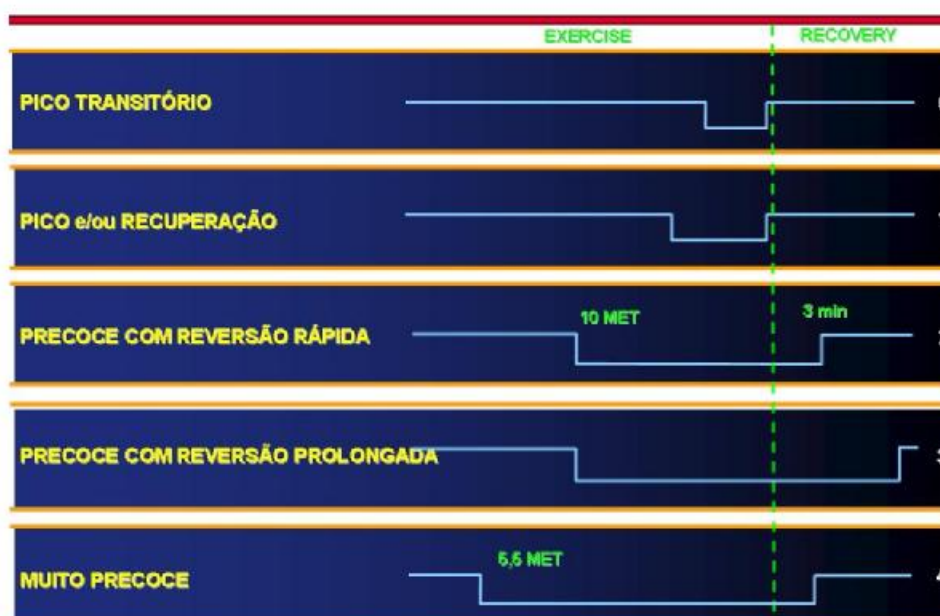 EXERCISE RECOVERY
PICO TRANSITÓRIO
PICO e/ou RECUPERAÇÃO
10 MET 3 min
PRECOCE COM REVERSÃO RÁPIDA
PRECOCE COM REVERSÃO PROLONGADA
5,5 MET
MUITO PRECOCE